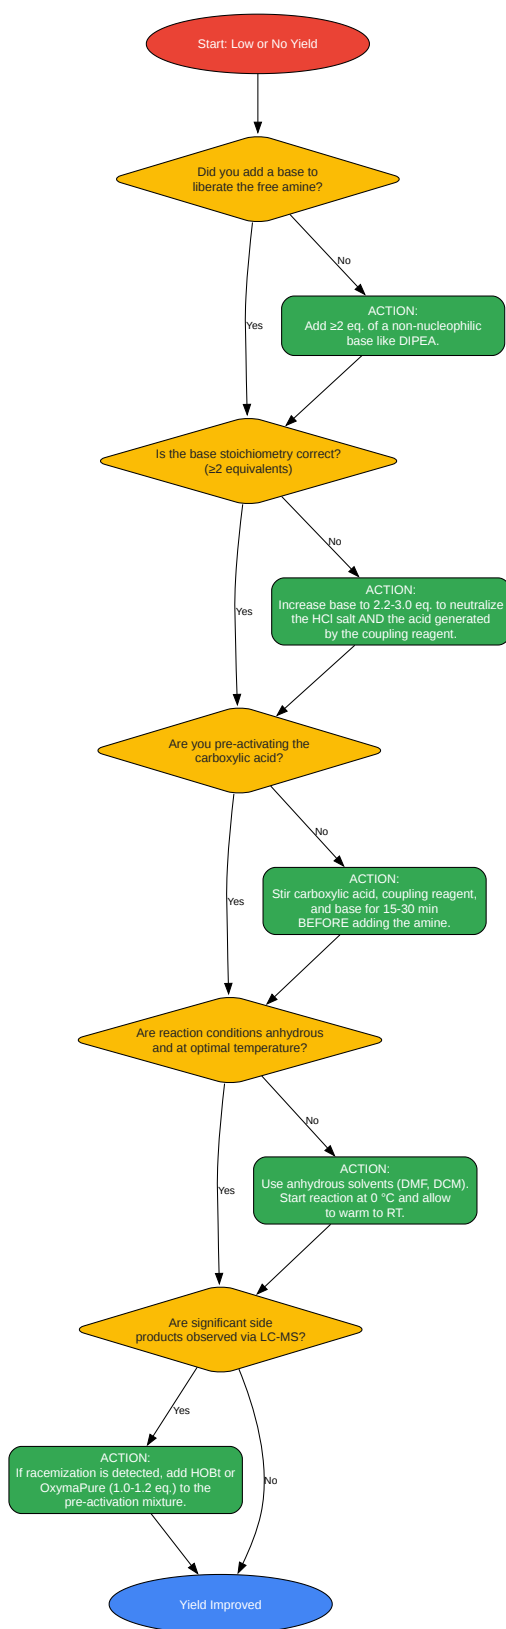 Start: Low or No Yield
Did you add a base to
liberate the free amine?
No
ACTION:
Add ≥2 eq. of a non-nucleophilic
base like DIPEA.
Yes
Is the base stoichiometry correct?
(≥2 equivalents)
No
ACTION:
Increase base to 2.2-3.0 eq. to neutralize
the HCl salt AND the acid generated
by the coupling reagent.
Yes
Are you pre-activating the
carboxylic acid?
No
ACTION:
Stir carboxylic acid, coupling reagent,
and base for 15-30 min
BEFORE adding the amine.
Yes
Are reaction conditions anhydrous
and at optimal temperature?
No
ACTION:
Use anhydrous solvents (DMF, DCM).
Start reaction at 0 °C and allow
to warm to RT.
Yes
Are significant side
products observed via LC-MS?
Yes
ACTION:
If racemization is detected, add HOBt or
OxymaPure (1.0-1.2 eq.) to the
pre-activation mixture.
No
Yield Improved